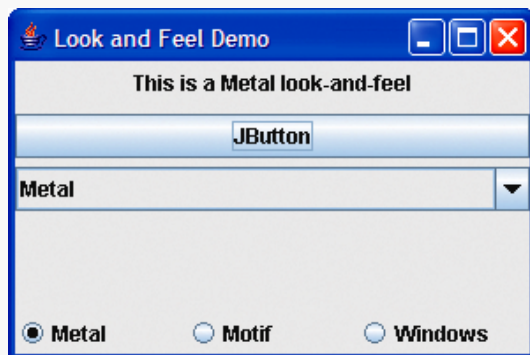 Look and Feel Demo
This is a Metal look-and-feel
JButton
Metal
Metal Motif Windows